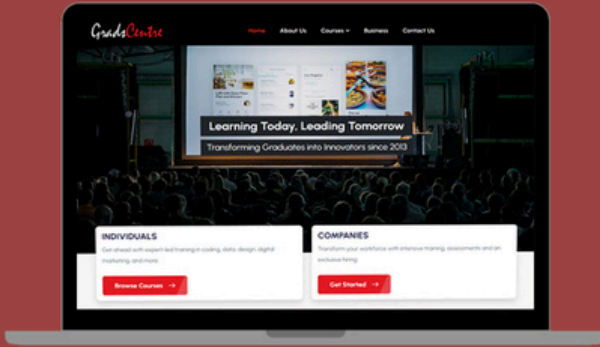 GradsCentre
Home About Us Courses Business Contact Us
Learning Today, Leading Tomorrow
Transforming Graduates into Innovators since 2013
INDIVIDUALS
Get ahead with expert-led training in coding, data, design, digital
marketing, and more
Browse Courses →
COMPANIES
Transform your workforce with intensive training, assessments and an
exclusive hiring
Get Started →